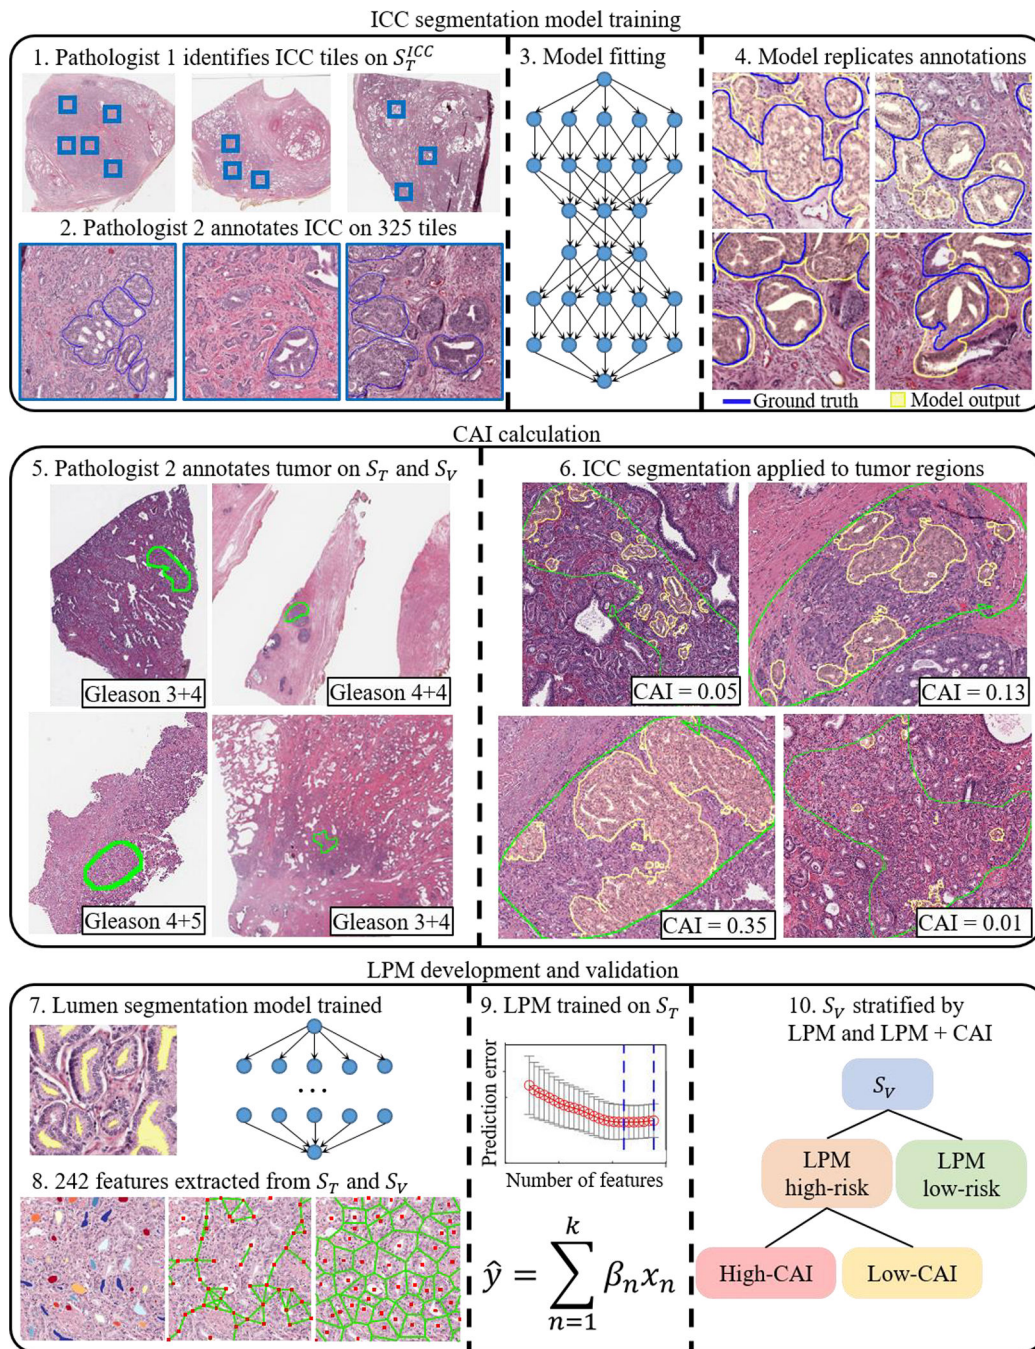 ICC segmentation model training
1. Pathologist 1 identifies ICC tiles on S_T^ICC
2. Pathologist 2 annotates ICC on 325 tiles
3. Model fitting
4. Model replicates annotations
Ground truth
Model output
CAI calculation
5. Pathologist 2 annotates tumor on S_T and S_V
Gleason 3+4
Gleason 4+4
Gleason 4+5
Gleason 3+4
6. ICC segmentation applied to tumor regions
CAI = 0.05
CAI = 0.13
CAI = 0.35
CAI = 0.01
LPM development and validation
7. Lumen segmentation model trained
...
8. 242 features extracted from S_T and S_V
9. LPM trained on S_T
Prediction error
Number of features
ŷ = ∑_{n=1}^{k} β_n x_n
10. S_V stratified by
LPM and LPM + CAI
S_V
LPM
high-risk
LPM
low-risk
High-CAI
Low-CAI